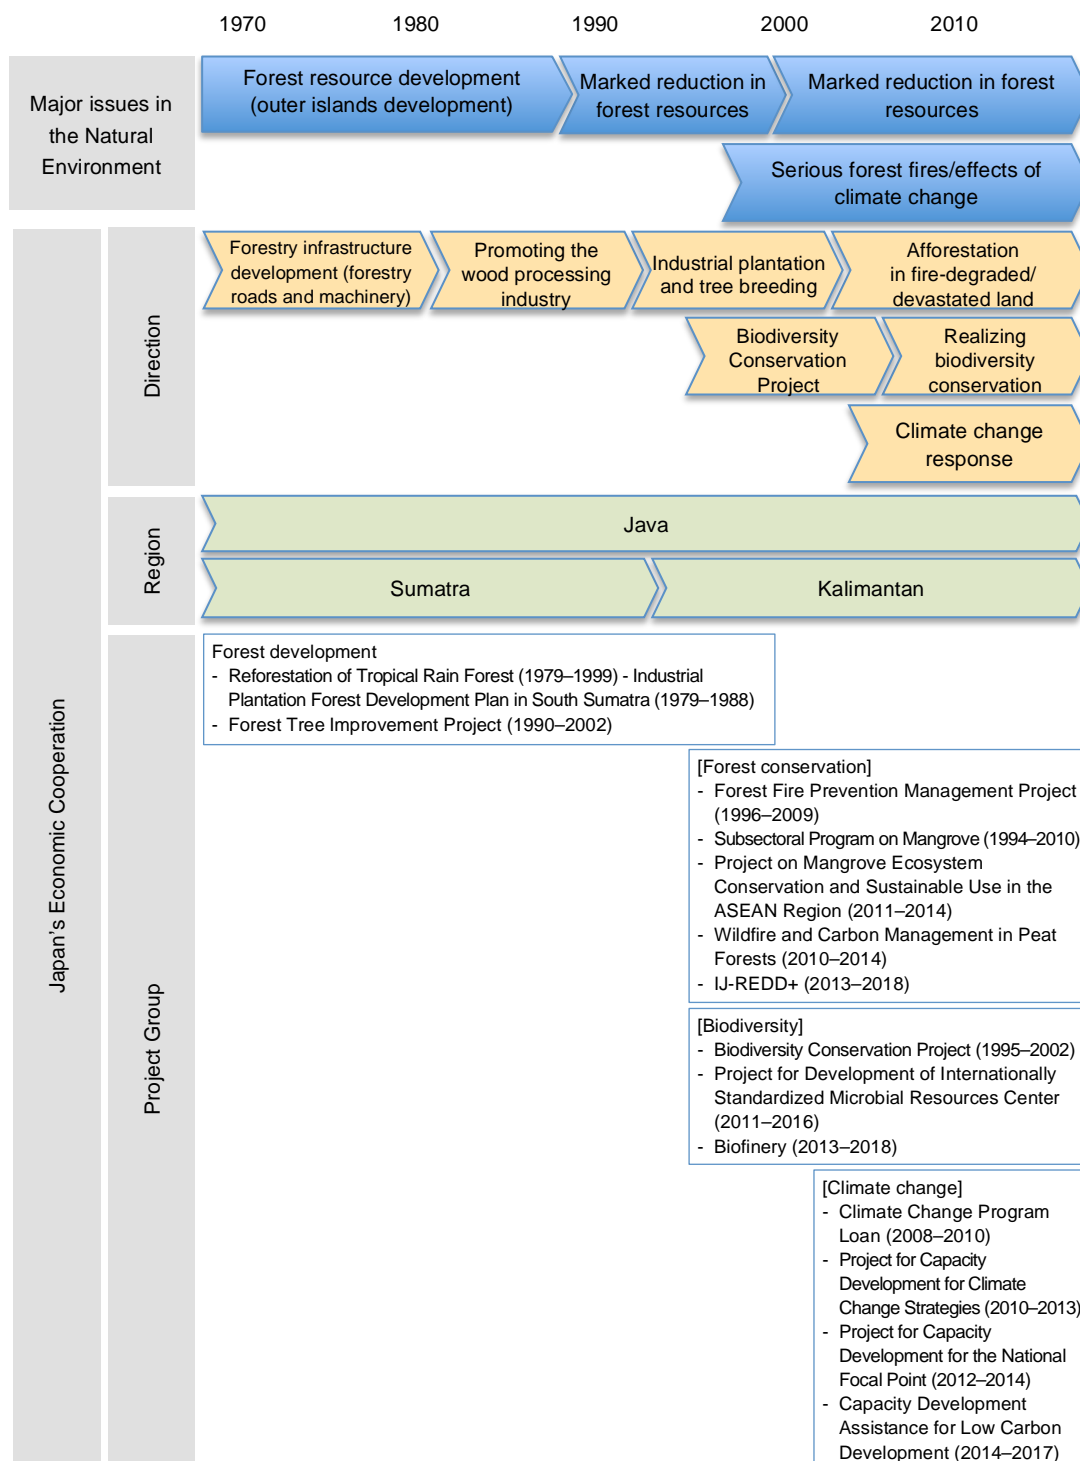 1970
1980
1990
2000
2010
Major issues in
the Natural
Environment
Forest resource development
(outer islands development)
Marked reduction in
forest resources
Marked reduction in forest
resources
Serious forest fires/effects of
climate change
Japan's Economic Cooperation
Direction
Forestry infrastructure
development (forestry
roads and machinery)
Promoting the
wood processing
industry
Industrial plantation
and tree breeding
Afforestation
in fire-degraded/
devastated land
Biodiversity
Conservation
Project
Realizing
biodiversity
conservation
Climate change
response
Region
Java
Sumatra
Kalimantan
Project Group
Forest development
- Reforestation of Tropical Rain Forest (1979–1999) - Industrial
Plantation Forest Development Plan in South Sumatra (1979–1988)
- Forest Tree Improvement Project (1990–2002)
[Forest conservation]
- Forest Fire Prevention Management Project
(1996–2009)
- Subsectoral Program on Mangrove (1994–2010)
- Project on Mangrove Ecosystem
Conservation and Sustainable Use in the
ASEAN Region (2011–2014)
- Wildfire and Carbon Management in Peat
Forests (2010–2014)
- IJ-REDD+ (2013–2018)
[Biodiversity]
- Biodiversity Conservation Project (1995–2002)
- Project for Development of Internationally
Standardized Microbial Resources Center
(2011–2016)
- Biofinery (2013–2018)
[Climate change]
- Climate Change Program
Loan (2008–2010)
- Project for Capacity
Development for Climate
Change Strategies (2010–2013)
- Project for Capacity
Development for the National
Focal Point (2012–2014)
- Capacity Development
Assistance for Low Carbon
Development (2014–2017)